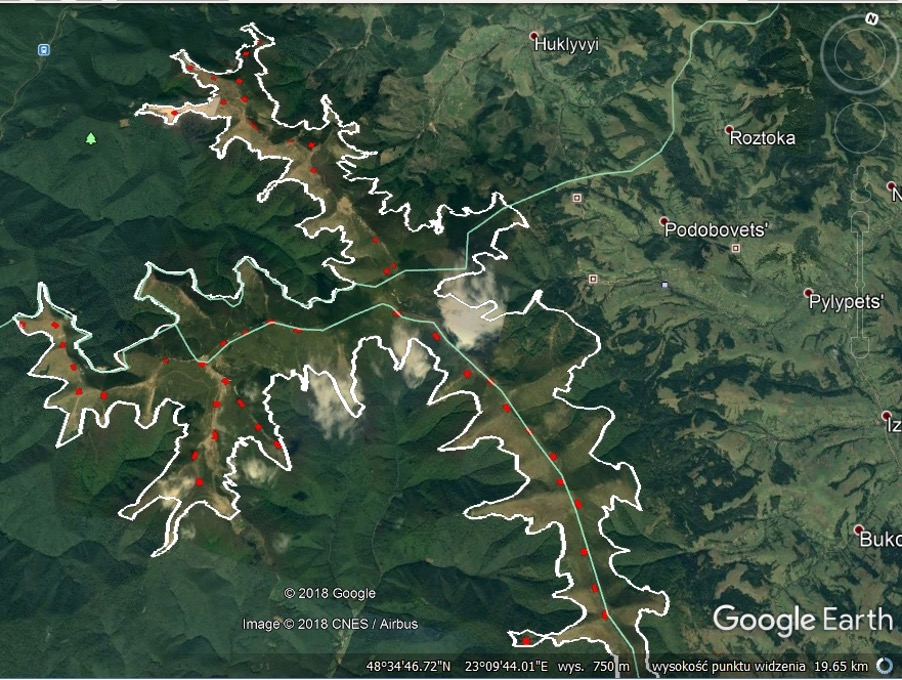 N
Huklyvyi
Roztoka
N
Podobovets'
Pylypets'
Iz
Buko
© 2018 Google
Image © 2018 CNES / Airbus
Google Earth
48°34'46.72"N 23°09'44.01"E wys. 750 m wysokość punktu widzenia 19.65 km